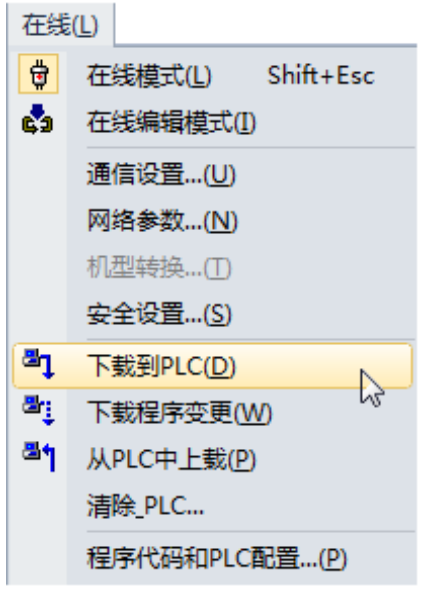 在线(L)
在线模式(L) Shift+Esc
在线编辑模式(I)
通信设置...(U)
网络参数...(N)
机型转换...(T)
安全设置...(S)
下载到PLC(D)
下载程序变更(W)
从PLC中上载(P)
清除_PLC...
程序代码和PLC配置...(P)